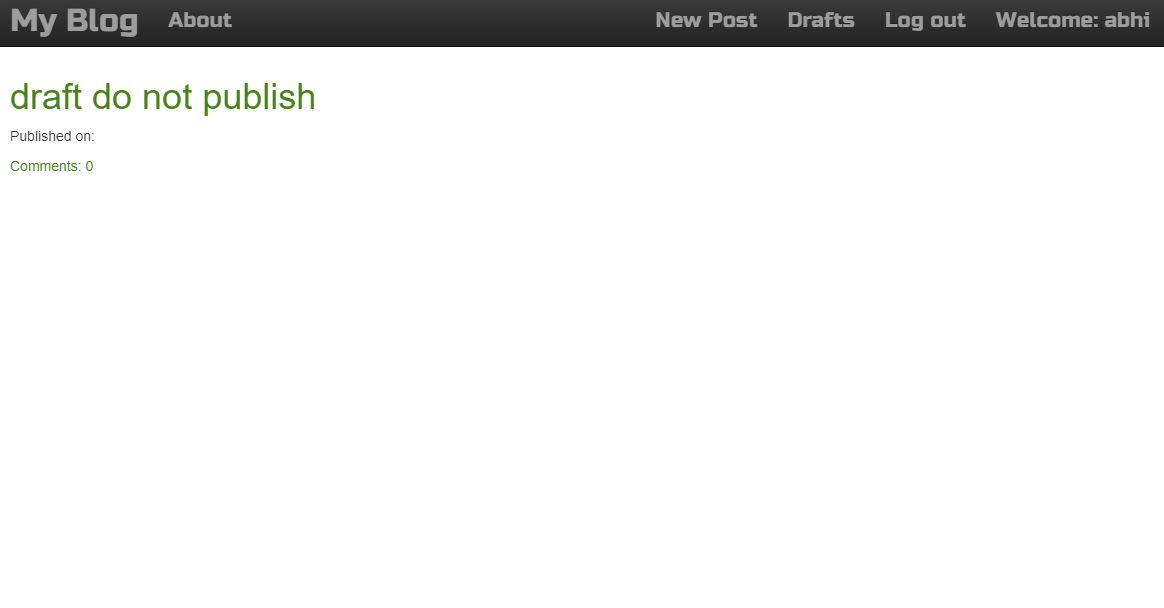 My Blog About New Post Drafts Log out Welcome: abhi
draft do not publish
Published on:
Comments: 0